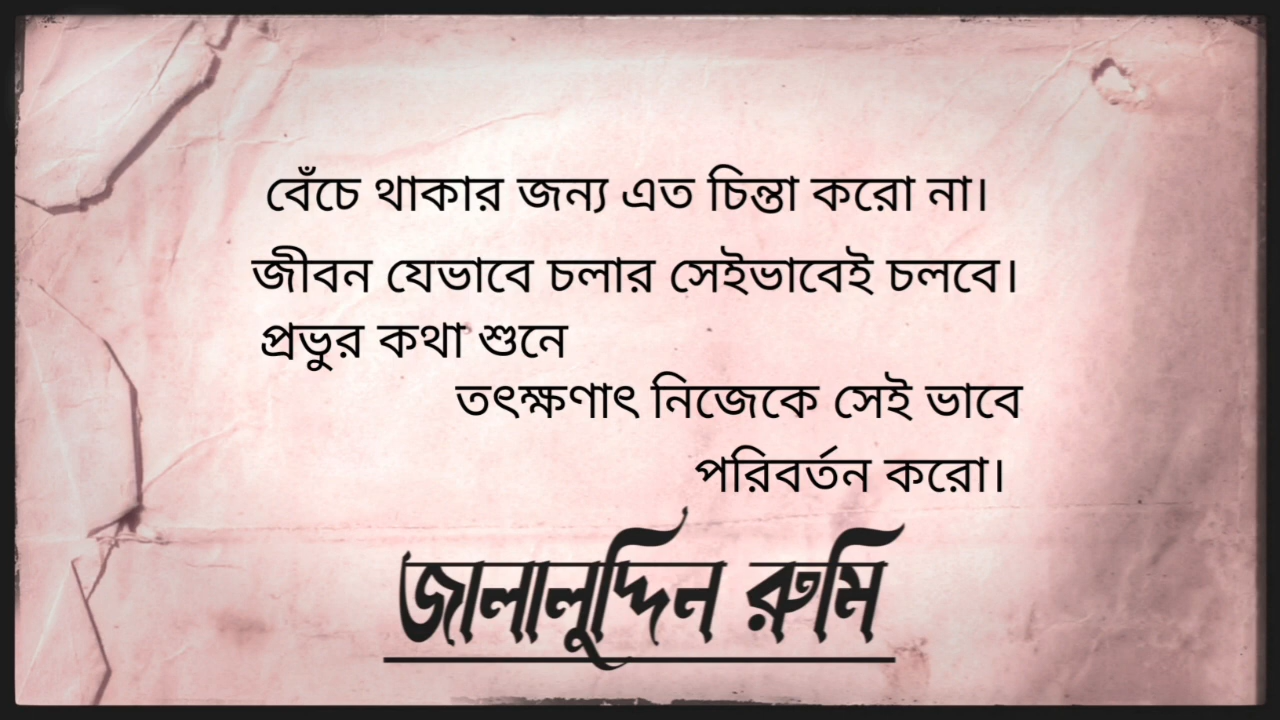 বেঁচে থাকার জন্য এত চিন্তা করো না।
জীবন যেভাবে চলার সেইভাবেই চলবে।
প্রভুর কথা শুনে
তৎক্ষণাৎ নিজেকে সেই ভাবে
পরিবর্তন করো।
জালালুদ্দিন রুমি